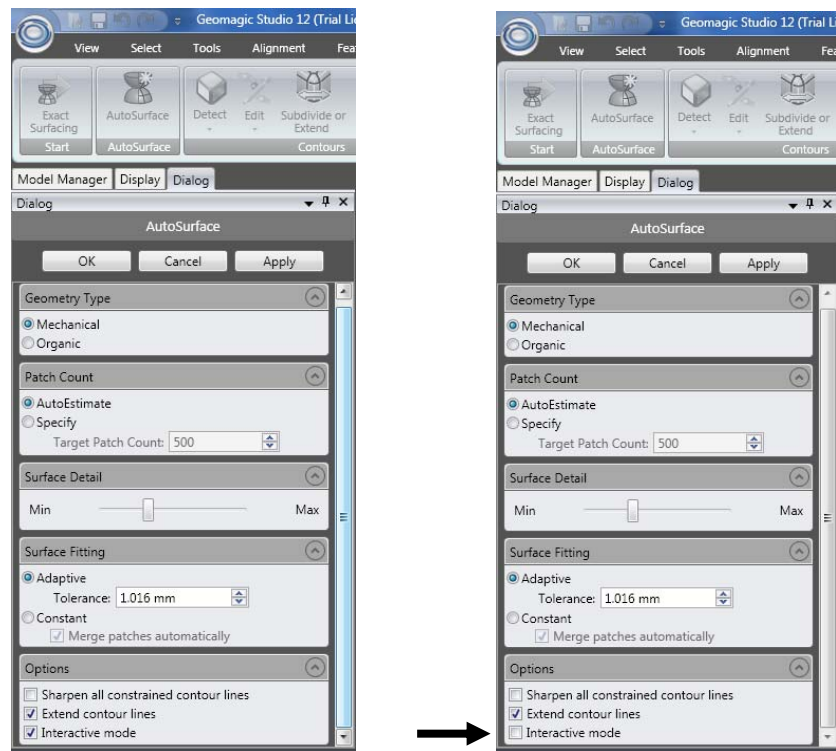 Geomagic Studio 12 (Trial Li
View Select Tools Alignment Fea
Exact Surfacing AutoSurface Detect Edit Subdivide or Extend
Start AutoSurface Contours
Model Manager Display Dialog
Dialog
AutoSurface
OK Cancel Apply
Geometry Type
Mechanical
Organic
Patch Count
AutoEstimate
Specify
Target Patch Count: 500
Surface Detail
Min Max
Surface Fitting
Adaptive
Tolerance: 1.016 mm
Constant
Merge patches automatically
Options
Sharpen all constrained contour lines
Extend contour lines
Interactive mode
Geomagic Studio 12 (Trial Li
View Select Tools Alignment Fea
Exact Surfacing AutoSurface Detect Edit Subdivide or Extend
Start AutoSurface Contours
Model Manager Display Dialog
Dialog
AutoSurface
OK Cancel Apply
Geometry Type
Mechanical
Organic
Patch Count
AutoEstimate
Specify
Target Patch Count: 500
Surface Detail
Min Max
Surface Fitting
Adaptive
Tolerance: 1.016 mm
Constant
Merge patches automatically
Options
Sharpen all constrained contour lines
Extend contour lines
Interactive mode